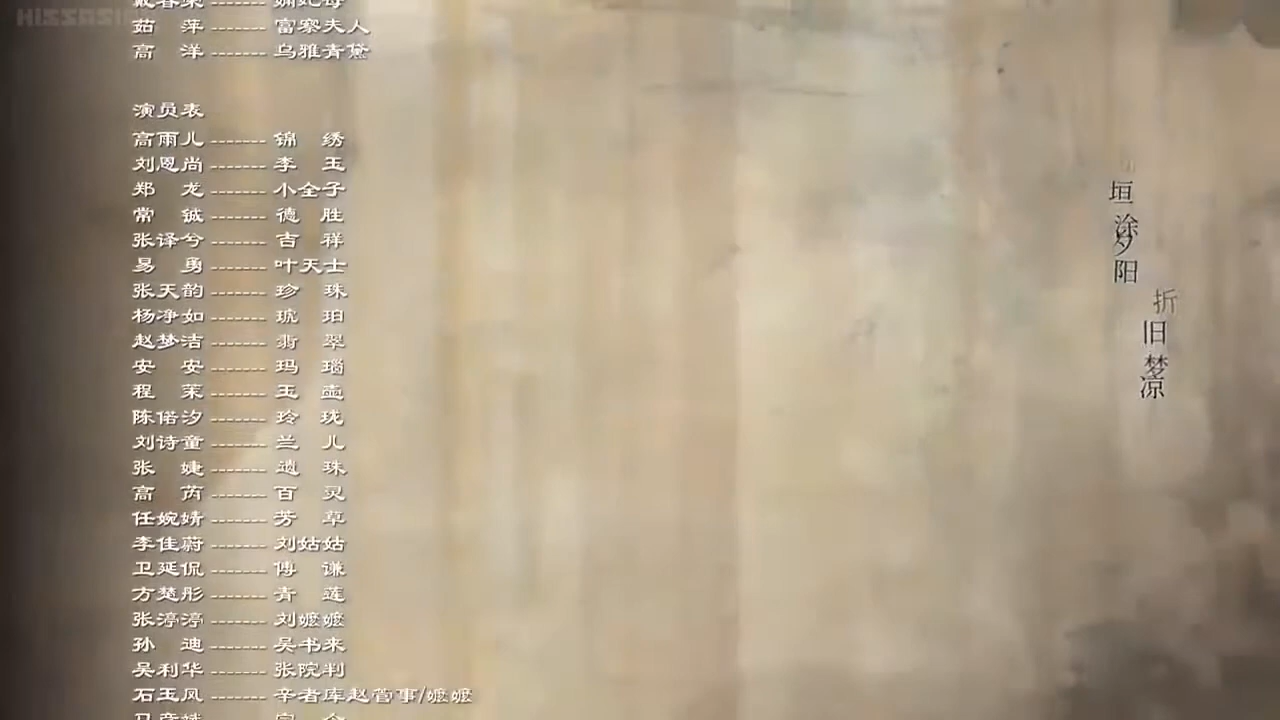 HISSASIA
茹 萍 ------- 富察夫人
高 洋 ------- 乌雅青黛
演员表
高雨儿 ------- 锦 绣
刘恩尚 ------- 李 玉
郑 龙 ------- 小全子
常 铖 ------- 德 胜
张译兮 ------- 吉 祥
易 勇 ------- 叶天士
张天韵 ------- 珍 珠
杨净如 ------- 琥 珀
赵梦洁 ------- 翡 翠
安 安 ------- 玛 瑙
程 茉 ------- 玉 壶
陈偌汐 ------- 玲 珑
刘诗童 ------- 兰 儿
张 婕 ------- 遗 珠
高 芮 ------- 百 灵
任婉婧 ------- 芳 草
李佳蔚 ------- 刘姑姑
卫延侃 ------- 傅 谦
方楚彤 ------- 青 莲
张渟渟 ------- 刘嬷嬷
孙 迪 ------- 吴书来
吴利华 ------- 张院判
石玉凤 ------- 辛者库赵管事/嬷嬷
垣涂夕阳
折旧梦凉